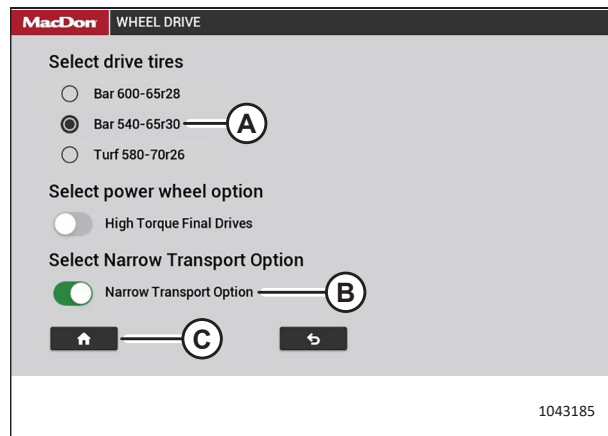 MacDon WHEEL DRIVE
Select drive tires
Bar 600-65r28
Bar 540-65r30 A
Turf 580-70r26
Select power wheel option
High Torque Final Drives
Select Narrow Transport Option
Narrow Transport Option B
C
1043185